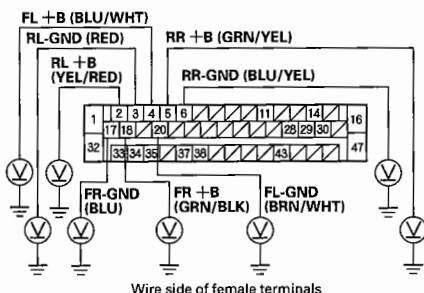 FL +B (BLU/WHT)
RL-GND (RED)
RR +B (GRN/YEL)
RL +B
(YEL/RED)
RR-GND (BLU/YEL)
1 2 3 4 5 6 11 14 16
17 18 20 28 29 30
32 33 34 35 37 38 43 47
V V V V V V V
FR-GND
(BLU)
FR +B
(GRN/BLK)
FL-GND
(BRN/WHT)
Wire side of female terminals